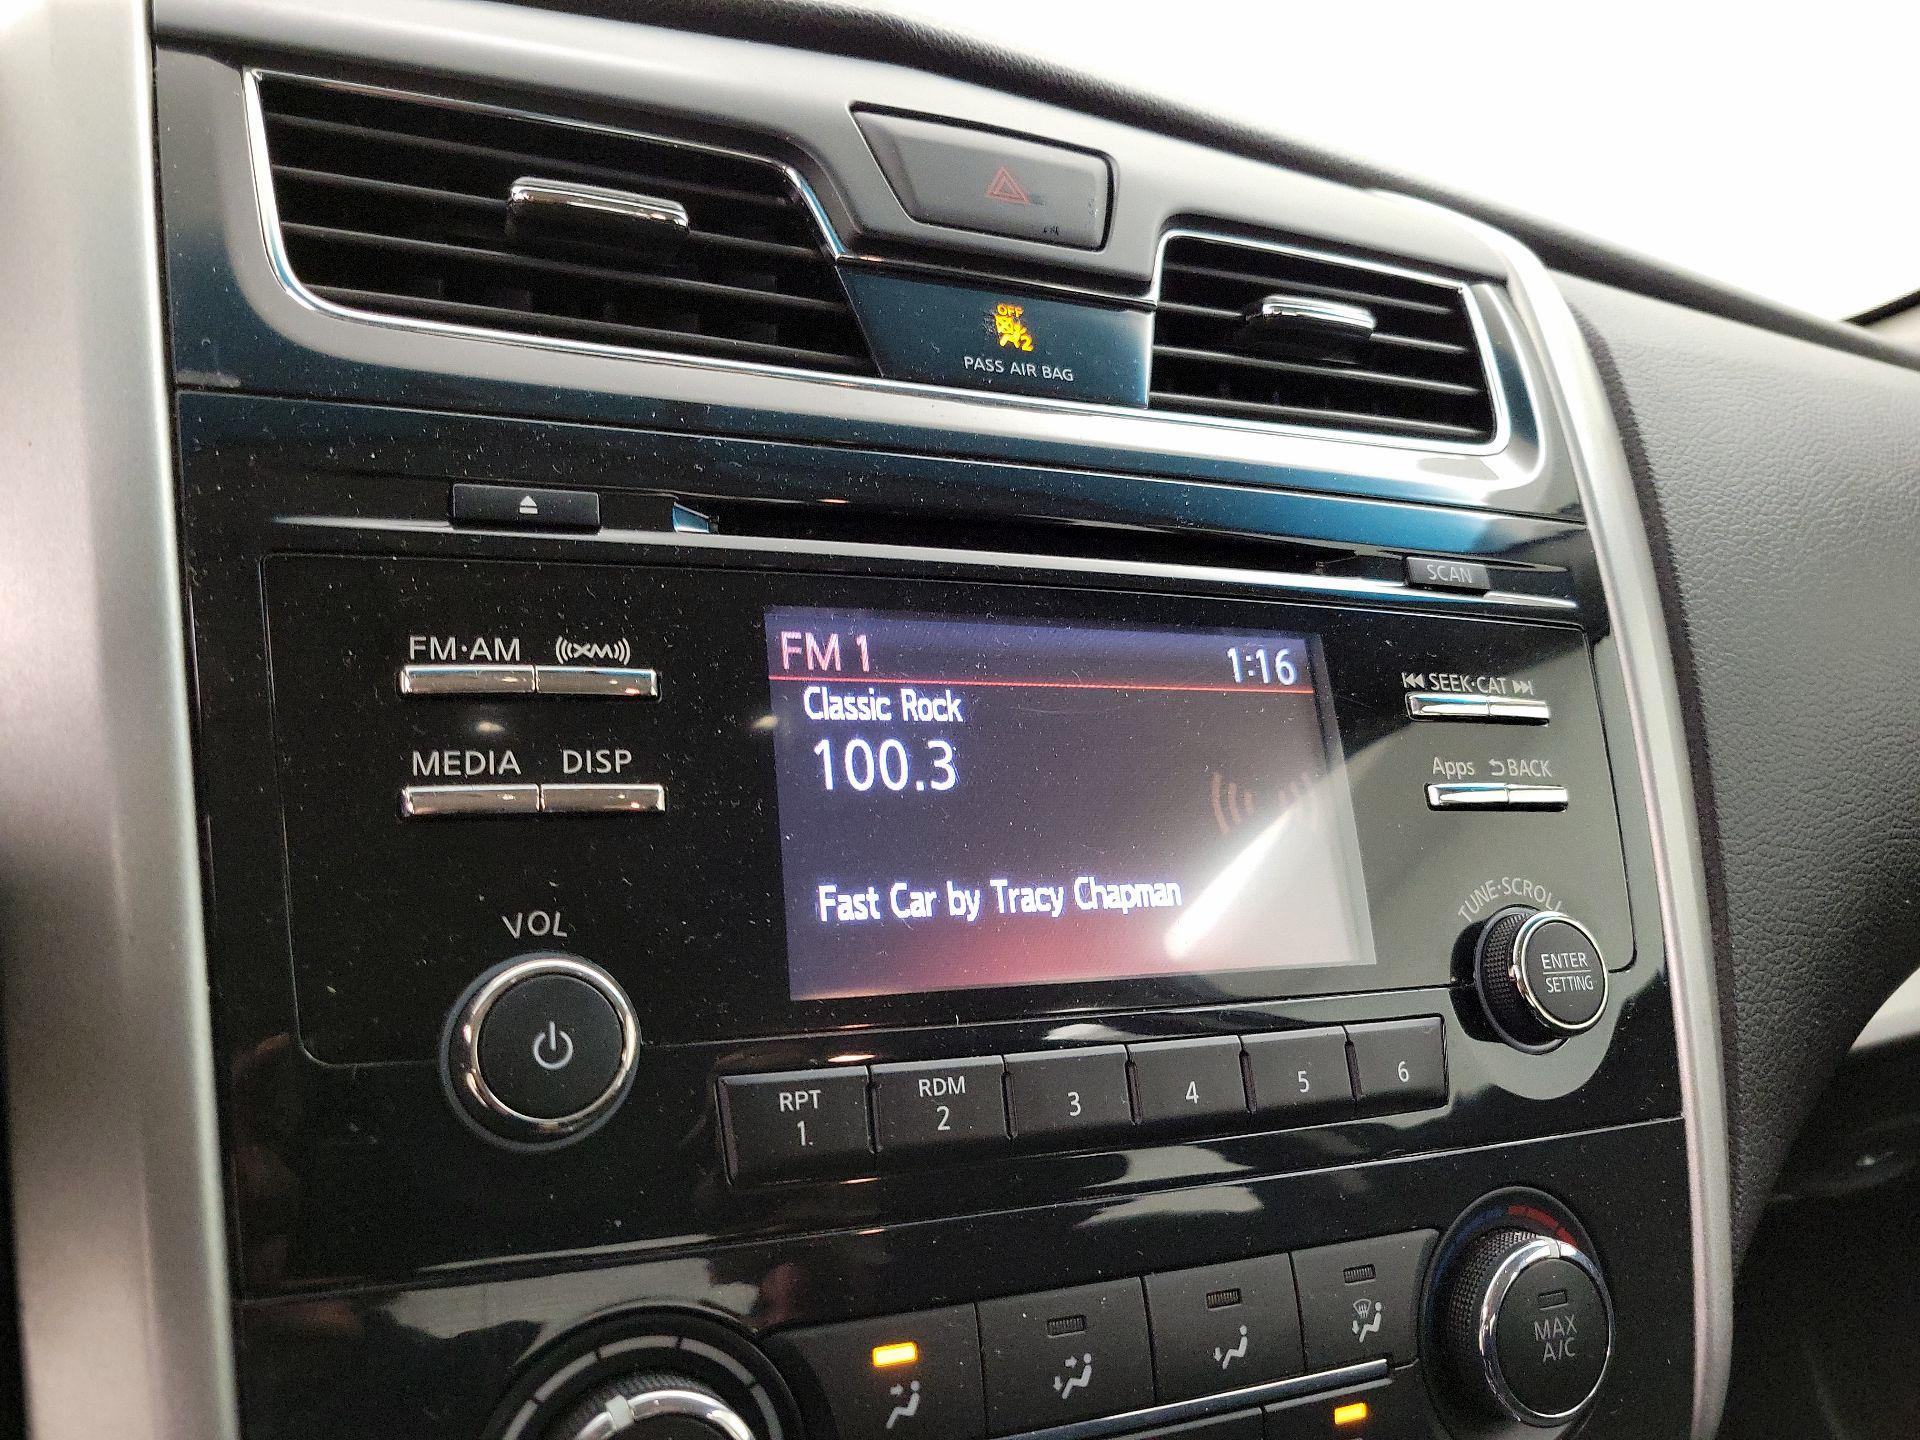 OFF
2
PASS AIR BAG
SCAN
FM·AM XM
FM 1 1:16
SEEK·CAT
Classic Rock
100.3
MEDIA DISP
Apps BACK
Fast Car by Tracy Chapman
VOL
TUNE·SCROLL
ENTER
SETTING
RPT
1
RDM
2
3
4
5
6
MAX
A/C